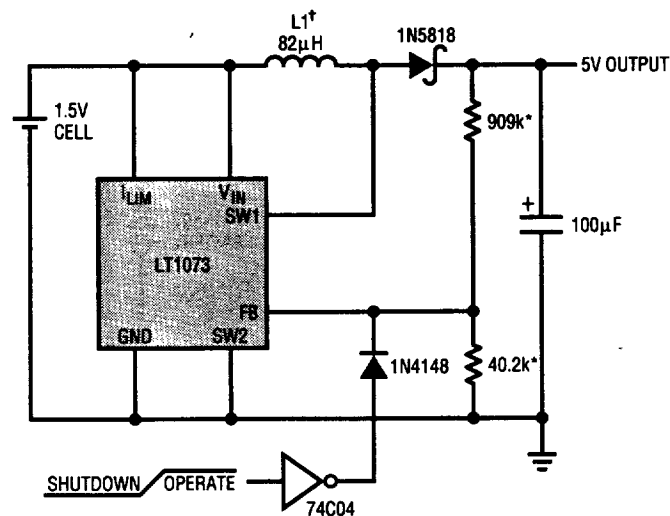 L1†
82µH
1N5818
5V OUTPUT
1.5V
CELL
909k*
ILIM
VIN
SW1
+
100µF
LT1073
FB
GND
SW2
1N4148
40.2k*
SHUTDOWN OPERATE
74C04